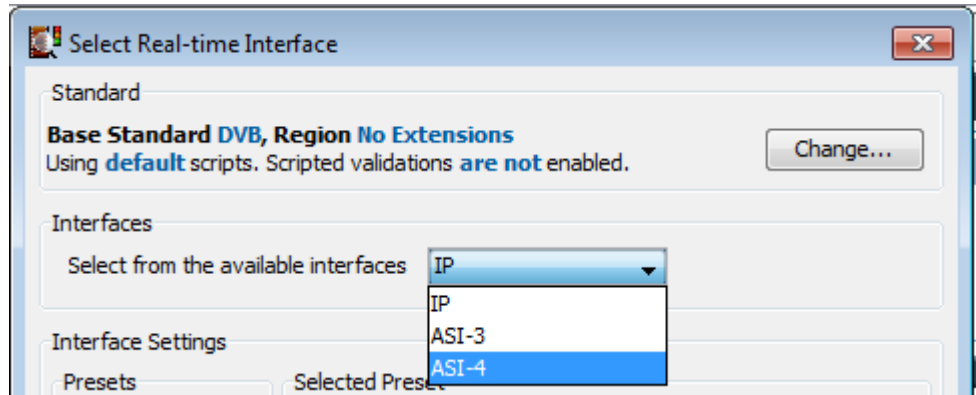 Select Real-time Interface
Standard
Base Standard DVB, Region No Extensions
Using default scripts. Scripted validations are not enabled.
Change...
Interfaces
Select from the available interfaces IP
IP
ASI-3
ASI-4
Interface Settings
Presets
Selected